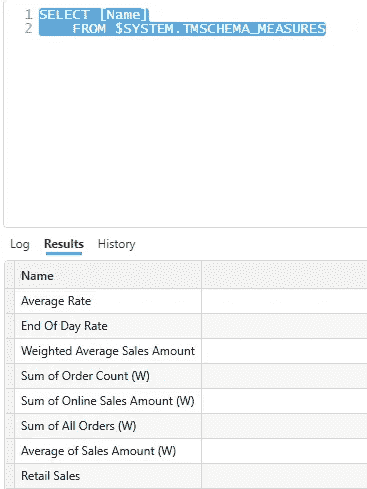 1 SELECT [Name]
2 FROM $SYSTEM.TMSCHEMA_MEASURES
Log Results History
Name
Average Rate
End Of Day Rate
Weighted Average Sales Amount
Sum of Order Count (W)
Sum of Online Sales Amount (W)
Sum of All Orders (W)
Average of Sales Amount (W)
Retail Sales